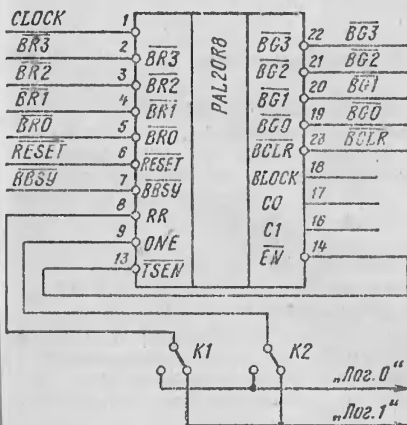 CLOCK 1 22 BG3
BR3 2 BR3 BG3 21 BG2
BR2 3 BR2 BG2 20 BG1
BR1 4 BR1 BG1 19 BG0
BR0 5 BR0 BG0 23 BCLR
RESET 6 RESET BCLR 18
BBSY 7 BBSY BLOCK 17
8 RR C0 16
9 ONE C1 14
13 TSEN EN
PAL20R8
K1 K2
„Лог. 0“
„Лог. 1“